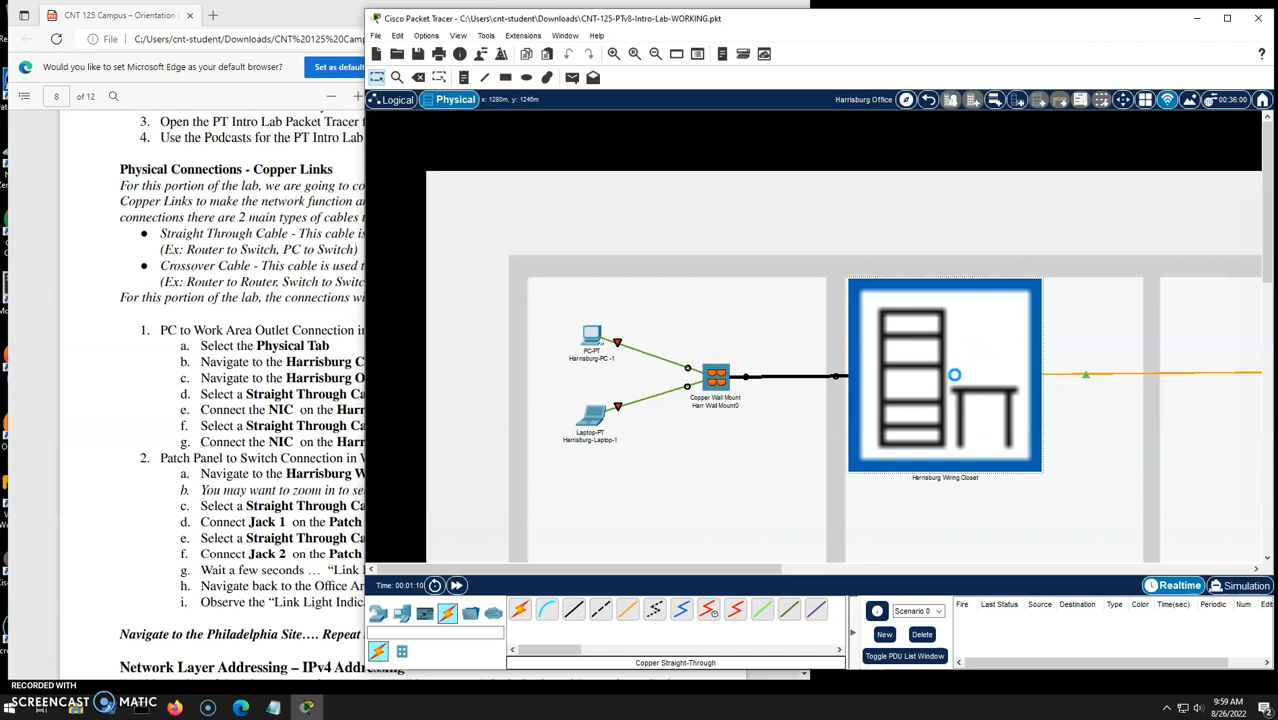 CNT 125 Campus – Orientation L
File C:/Users/cnt-student/Downloads/CNT%20125%20Camp
Would you like to set Microsoft Edge as your default browser?
Set as default
8 of 12
3. Open the PT Intro Lab Packet Tracer f
4. Use the Podcasts for the PT Intro Lab
Physical Connections - Copper Links
For this portion of the lab, we are going to co
Copper Links to make the network function a
connections there are 2 main types of cables t
● Straight Through Cable - This cable is
(Ex: Router to Switch, PC to Switch)
● Crossover Cable - This cable is used t
(Ex: Router to Router, Switch to Switc
For this portion of the lab, the connections wi
1. PC to Work Area Outlet Connection in
a. Select the Physical Tab
b. Navigate to the Harrisburg C
c. Navigate to the Harrisburg O
d. Select a Straight Through Ca
e. Connect the NIC on the Harr
f. Select a Straight Through Ca
g. Connect the NIC on the Harr
2. Patch Panel to Switch Connection in W
a. Navigate to the Harrisburg W
b. You may want to zoom in to se
c. Select a Straight Through Ca
d. Connect Jack 1 on the Patch
e. Select a Straight Through Ca
f. Connect Jack 2 on the Patch
g. Wait a few seconds … “Link L
h. Navigate back to the Office Ar
i. Observe the “Link Light Indic
Navigate to the Philadelphia Site…. Repeat
Network Layer Addressing – IPv4 Addressing
Cisco Packet Tracer - C:\Users\cnt-student\Downloads\CNT-125-PTv8-Intro-Lab-WORKING.pkt
File Edit Options View Tools Extensions Window Help
?
Logical Physical x: 1280m, y: 1246m Harrisburg Office 00:36:00
PC-PT
Harrisburg-PC -1
Copper Wall Mount
Harr Wall Mount0
Laptop-PT
Harrisburg-Laptop-1
Harrisburg Wiring Closet
Time: 00:01:10 Realtime Simulation
Scenario 0
New Delete
Toggle PDU List Window
Fire Last Status Source Destination Type Color Time(sec) Periodic Num Edit
Copper Straight-Through
RECORDED WITH
SCREENCAST MATIC
9:59 AM
8/26/2022
2